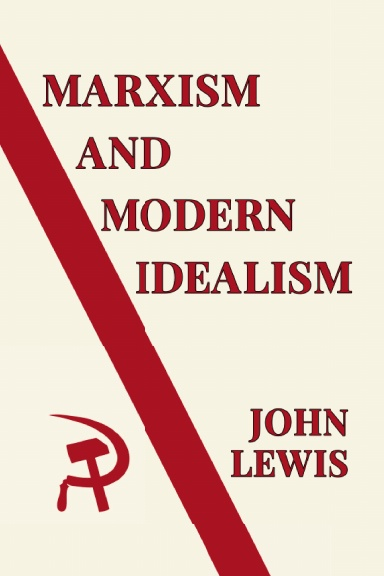 MARXISM
AND
MODERN
IDEALISM
JOHN
LEWIS